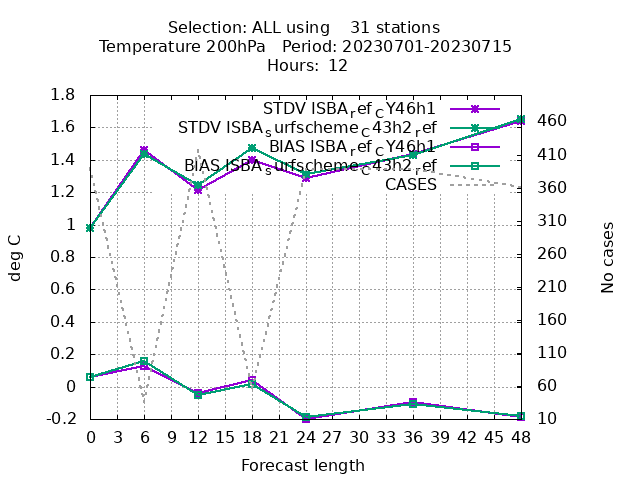 Selection: ALL using 31 stations
Temperature 200hPa Period: 20230701-20230715
Hours: 12
1.8
1.6
1.4
1.2
1
0.8
0.6
0.4
0.2
0
-0.2
deg C
STDV ISBA_ref_CY46h1
STDV ISBA_surfscheme_C43h2_ref
BIAS ISBA_ref_CY46h1
BIAS ISBA_surfscheme_C43h2_ref
CASES
460
410
360
310
260
210
160
110
60
10
No cases
0 3 6 9 12 15 18 21 24 27 30 33 36 39 42 45 48
Forecast length